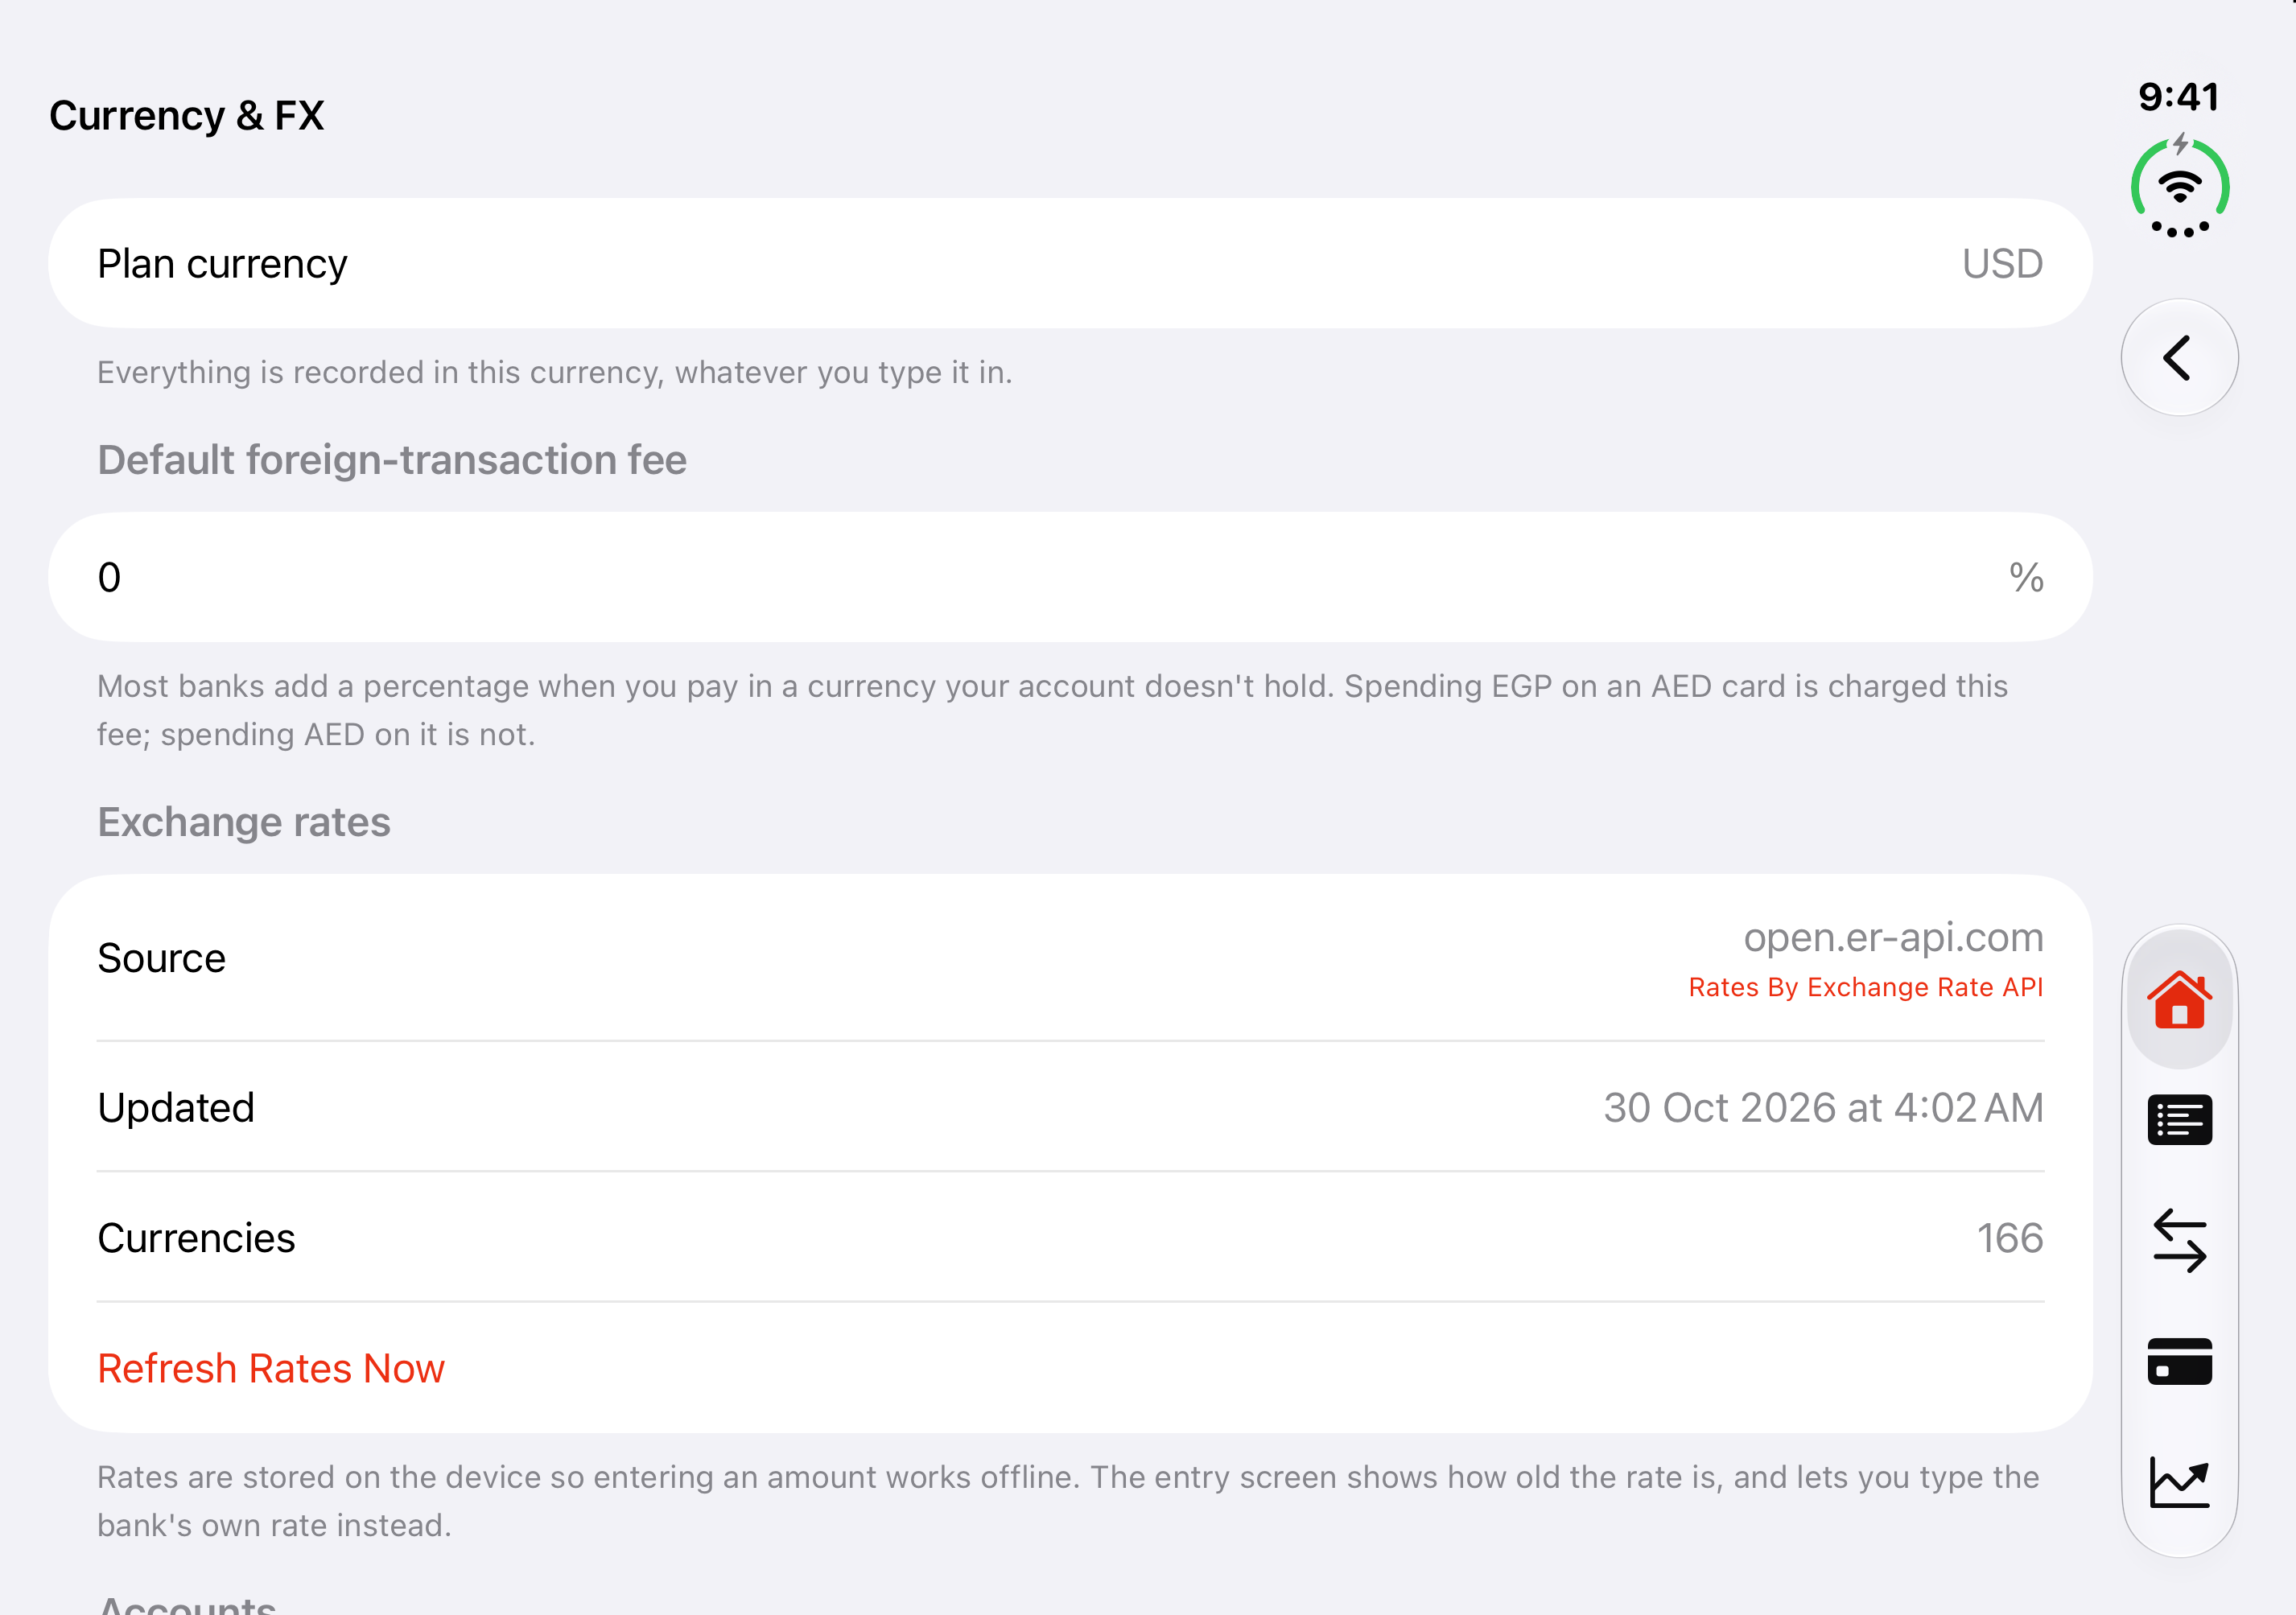 Currency & FX
9:41
Plan currency
USD
Everything is recorded in this currency, whatever you type it in.
Default foreign-transaction fee
0
%
Most banks add a percentage when you pay in a currency your account doesn't hold. Spending EGP on an AED card is charged this
fee; spending AED on it is not.
Exchange rates
Source
open.er-api.com
Rates By Exchange Rate API
Updated
30 Oct 2026 at 4:02 AM
Currencies
166
Refresh Rates Now
Rates are stored on the device so entering an amount works offline. The entry screen shows how old the rate is, and lets you type the
bank's own rate instead.
Accounts